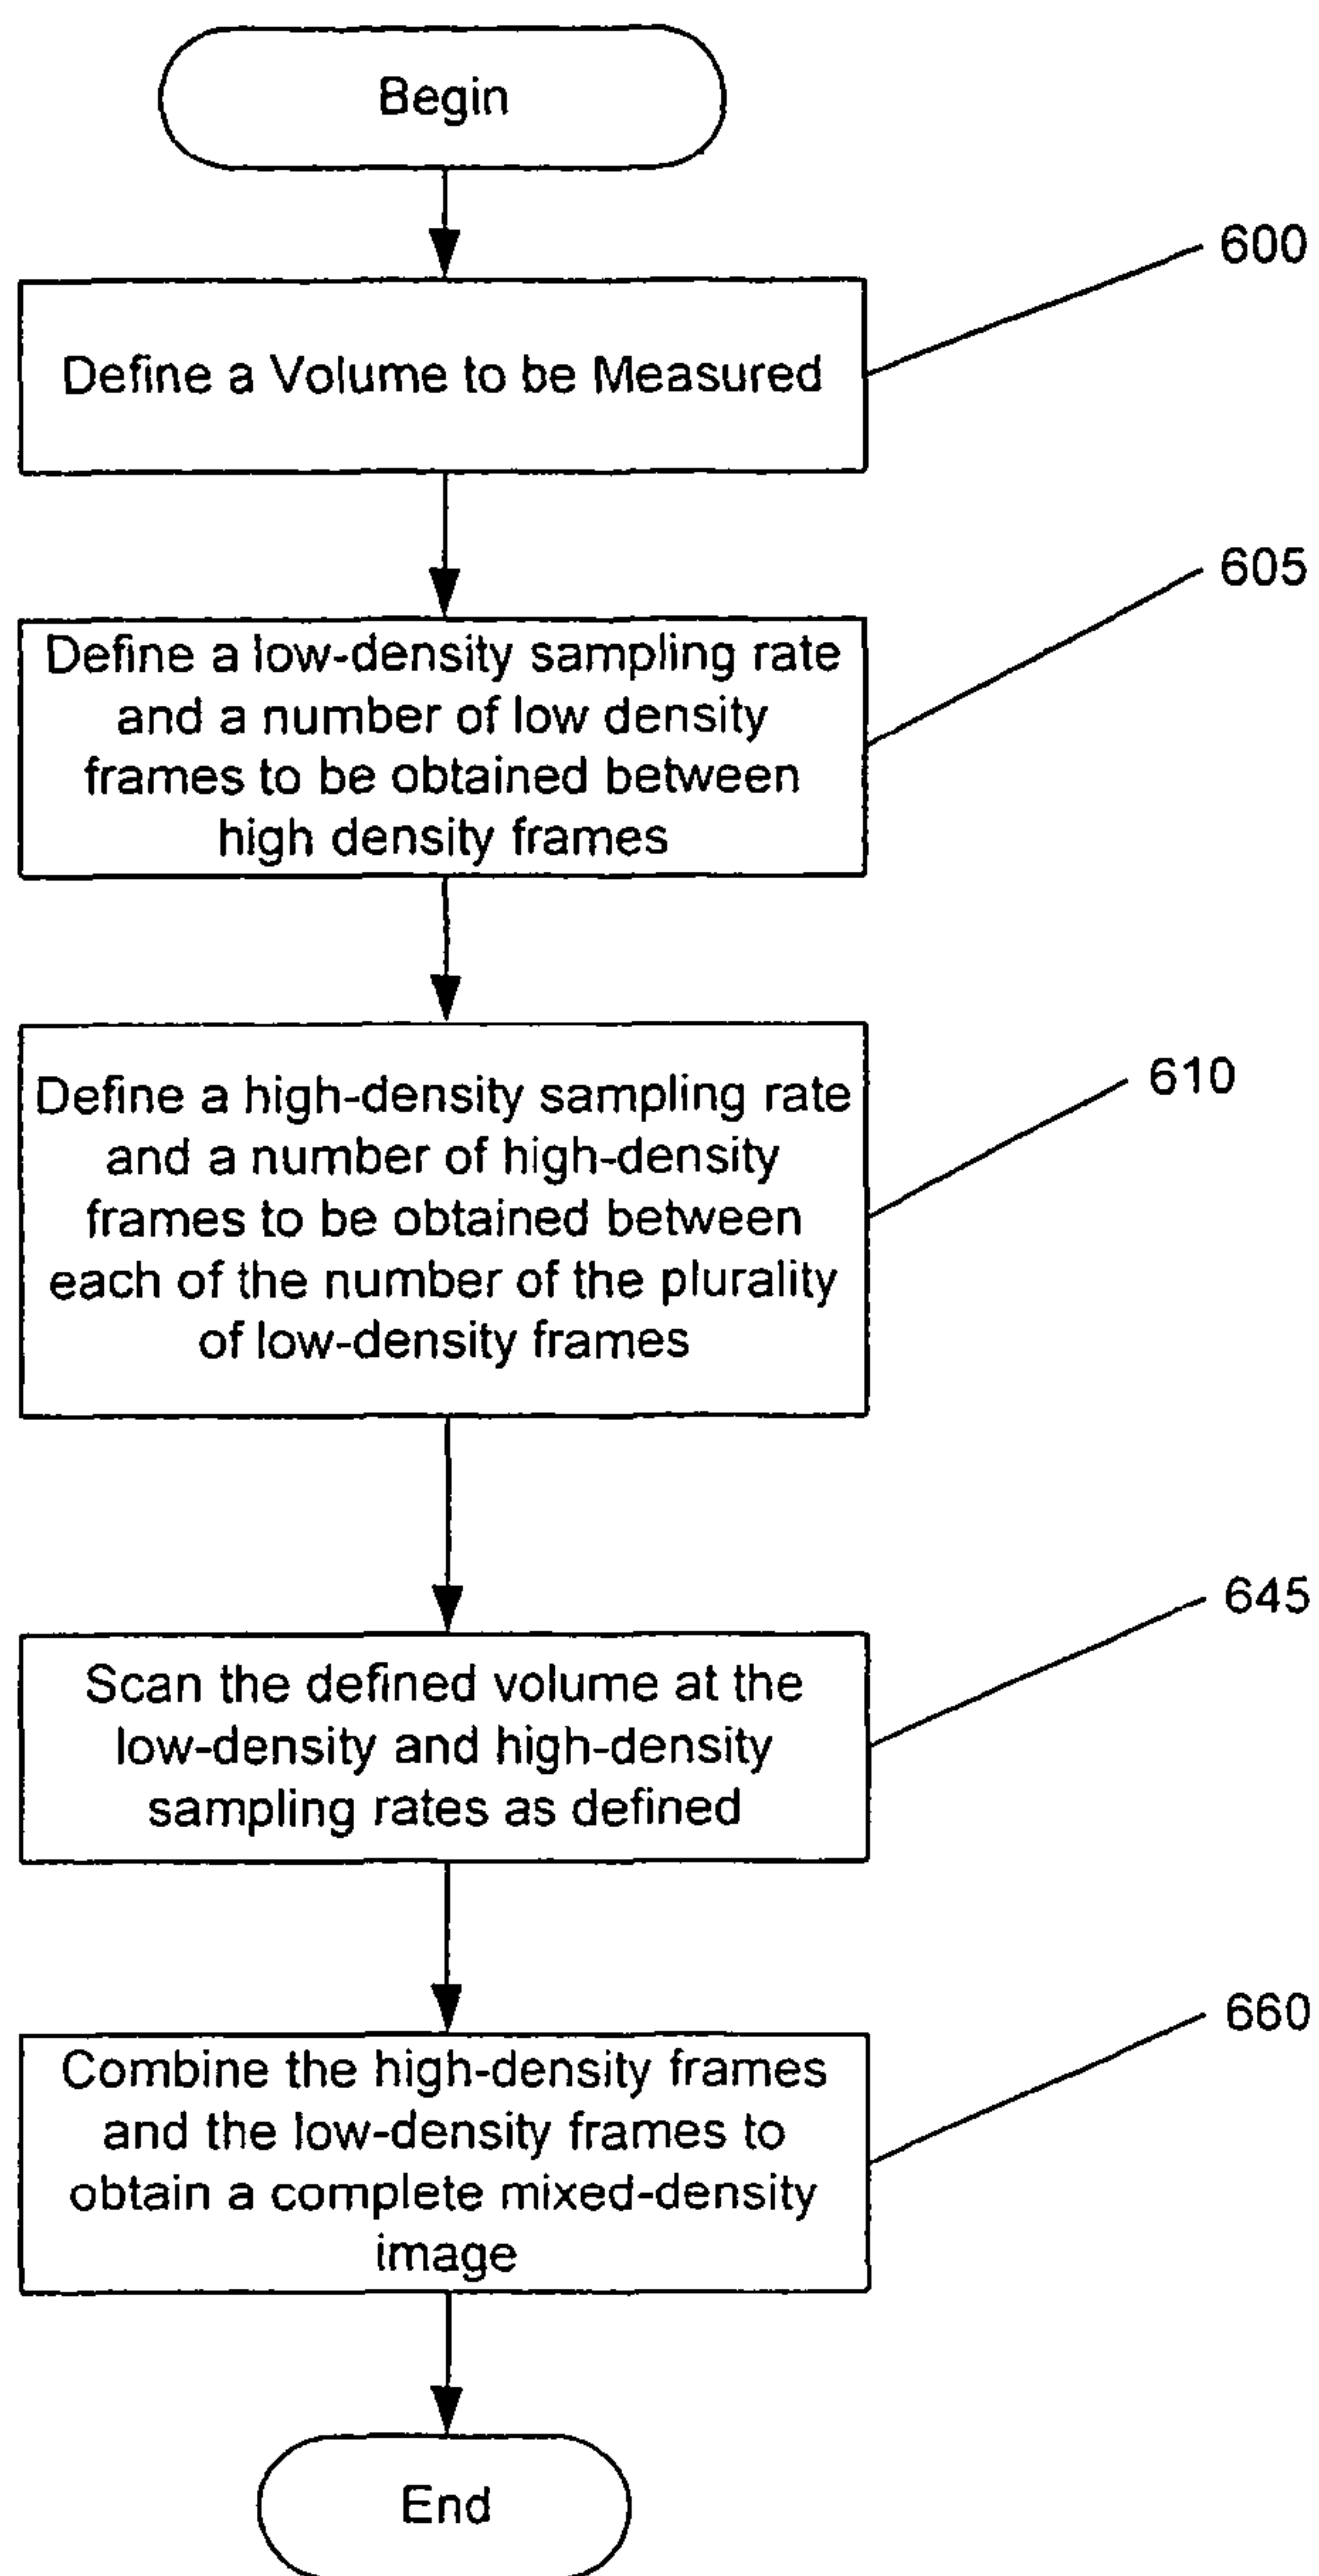 Begin
600
Define a Volume to be Measured
605
Define a low-density sampling rate
and a number of low density
frames to be obtained between
high density frames
610
Define a high-density sampling rate
and a number of high-density
frames to be obtained between
each of the number of the plurality
of low-density frames
645
Scan the defined volume at the
low-density and high-density
sampling rates as defined
660
Combine the high-density frames
and the low-density frames to
obtain a complete mixed-density
image
End